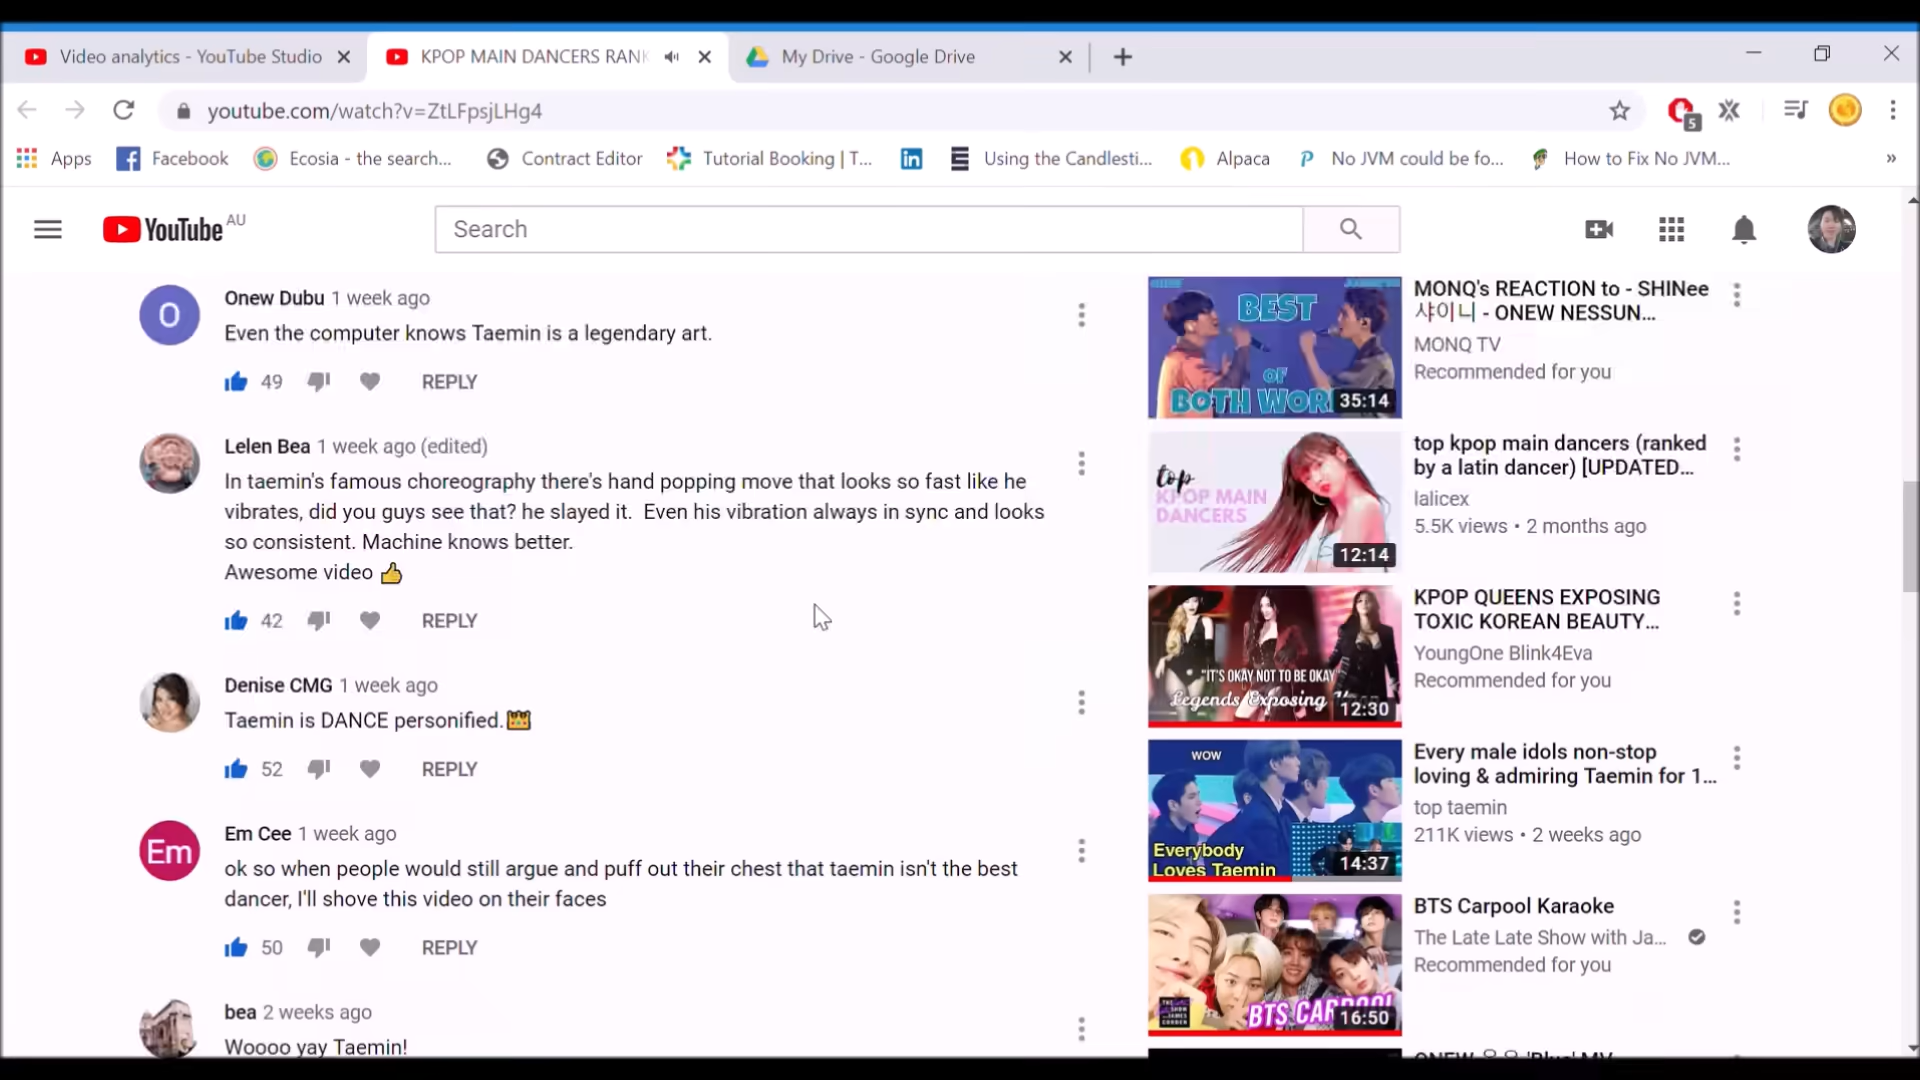 Video analytics - YouTube Studio
KPOP MAIN DANCERS RANK
My Drive - Google Drive
youtube.com/watch?v=ZtLFpsjLHg4
5
Apps
Facebook
Ecosia - the search...
Contract Editor
Tutorial Booking | T...
in
Using the Candlesti...
Alpaca
No JVM could be fo...
How to Fix No JVM...
»
YouTube AU
Search
O
Onew Dubu 1 week ago
Even the computer knows Taemin is a legendary art.
49
REPLY
Lelen Bea 1 week ago (edited)
In taemin's famous choreography there's hand popping move that looks so fast like he
vibrates, did you guys see that? he slayed it. Even his vibration always in sync and looks
so consistent. Machine knows better.
Awesome video 👍
42
REPLY
Denise CMG 1 week ago
Taemin is DANCE personified.👑
52
REPLY
Em
Em Cee 1 week ago
ok so when people would still argue and puff out their chest that taemin isn't the best
dancer, I'll shove this video on their faces
50
REPLY
bea 2 weeks ago
Woooo yay Taemin!
BEST
OF
BOTH WOR
35:14
MONQ's REACTION to - SHINee
샤이니 - ONEW NESSUN...
MONQ TV
Recommended for you
top
KPOP MAIN
DANCERS
12:14
top kpop main dancers (ranked
by a latin dancer) [UPDATED...
lalicex
5.5K views • 2 months ago
"IT'S OKAY NOT TO BE OKAY"
Legends Exposing
12:30
KPOP QUEENS EXPOSING
TOXIC KOREAN BEAUTY...
YoungOne Blink4Eva
Recommended for you
WOW
Everybody
Loves Taemin
14:37
Every male idols non-stop
loving & admiring Taemin for 1...
top taemin
211K views • 2 weeks ago
BTS CARPOOL
16:50
BTS Carpool Karaoke
The Late Late Show with Ja...
Recommended for you